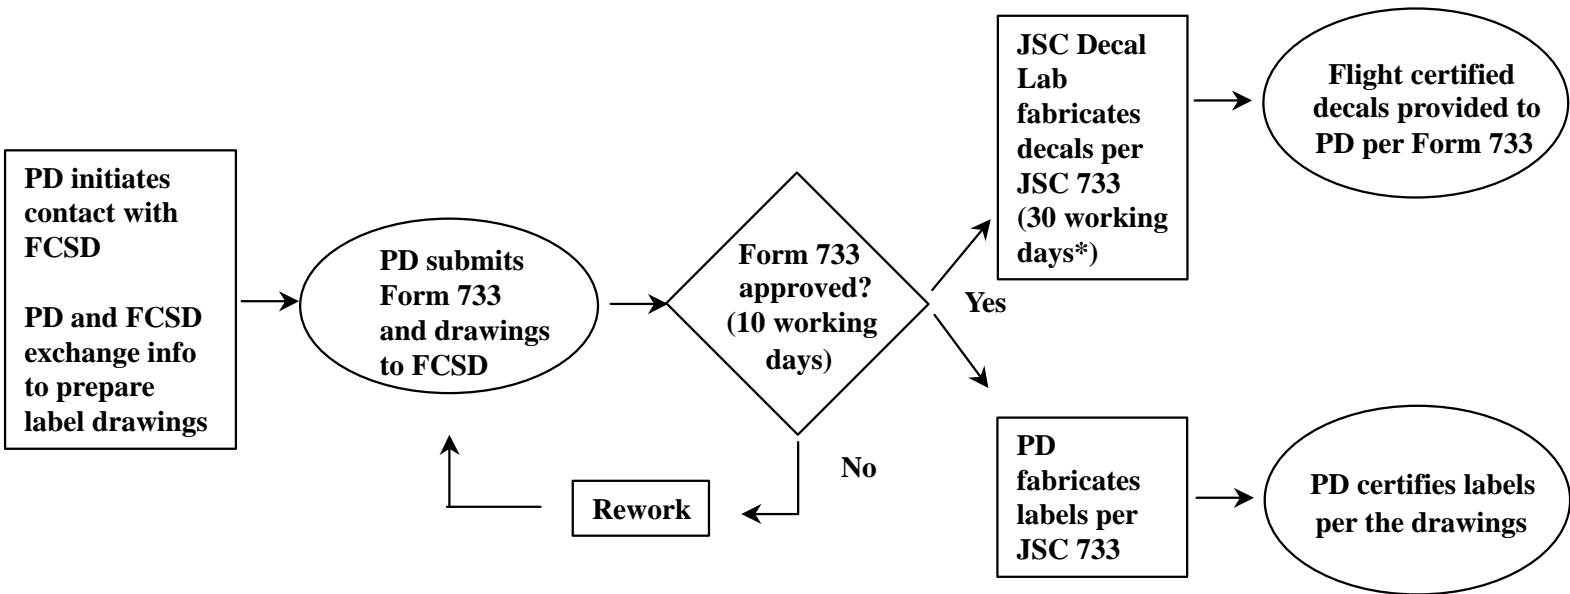 PD initiates
contact with
FCSD
PD and FCSD
exchange info
to prepare
label drawings
PD submits
Form 733
and drawings
to FCSD
Form 733
approved?
(10 working
days)
Yes
No
Rework
JSC Decal
Lab
fabricates
decals per
JSC 733
(30 working
days*)
Flight certified
decals provided to
PD per Form 733
PD
fabricates
labels per
JSC 733
PD certifies labels
per the drawings